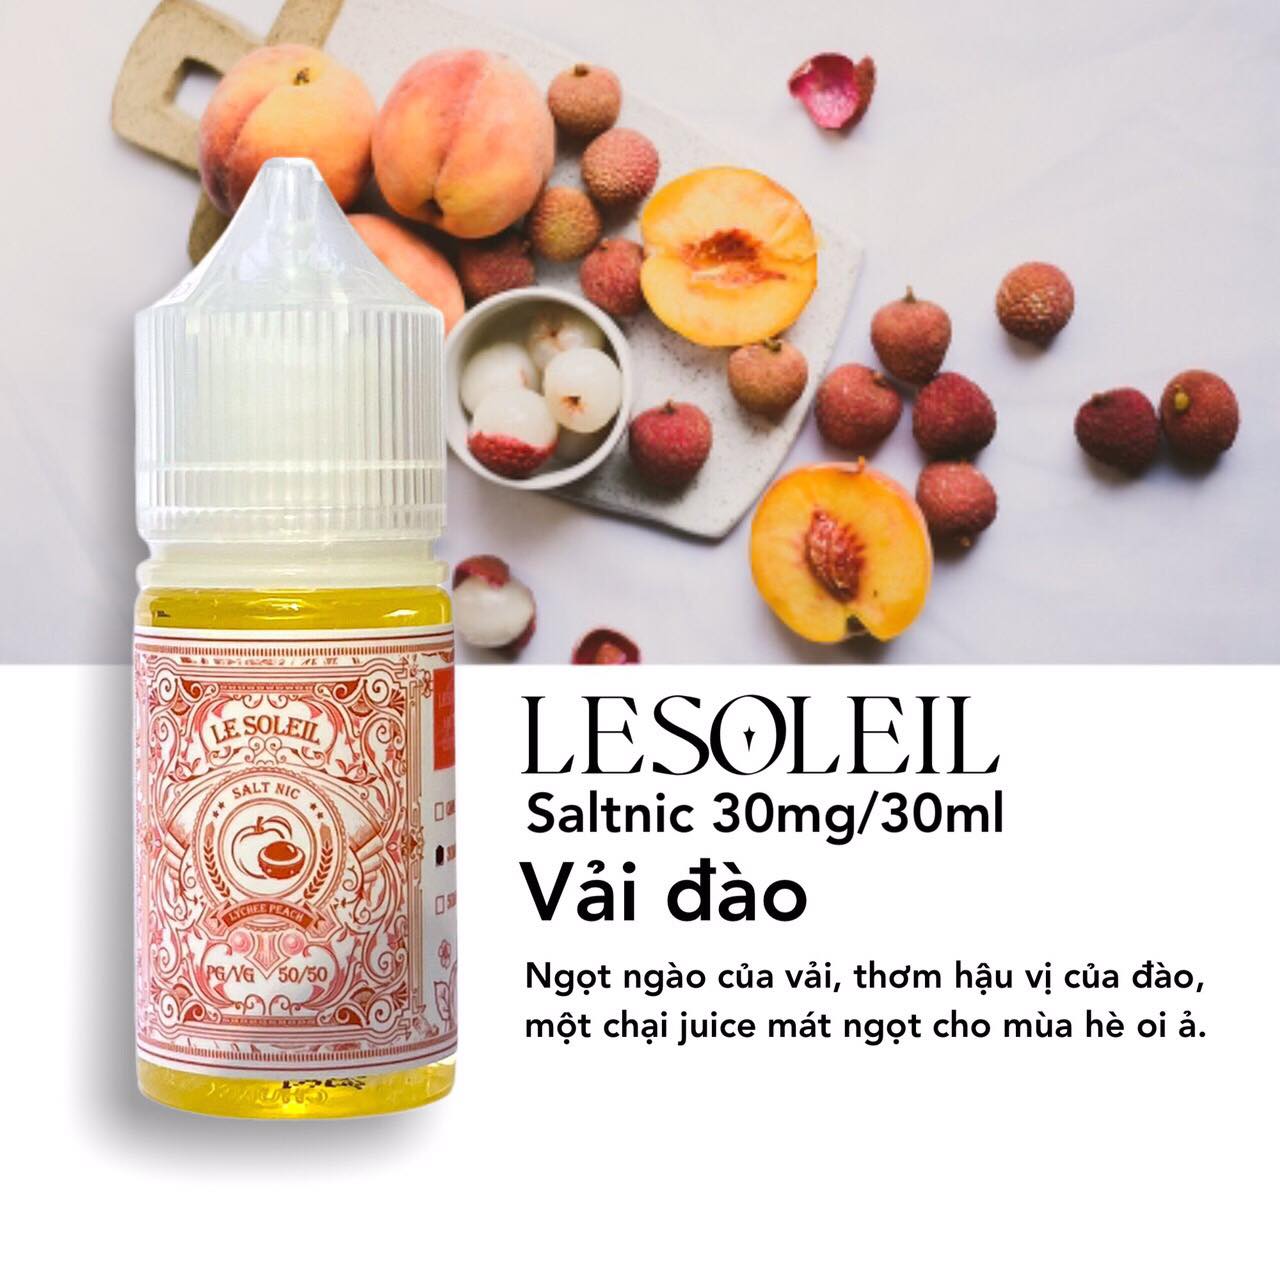 LESOLEIL
Saltnic 30mg/30ml
Vải đào
Ngọt ngào của vải, thơm hậu vị của đào,
một chại juice mát ngọt cho mùa hè oi ả.
LE SOLEIL
SALT NIC
LYCHEE PEACH
PG/VG 50/50